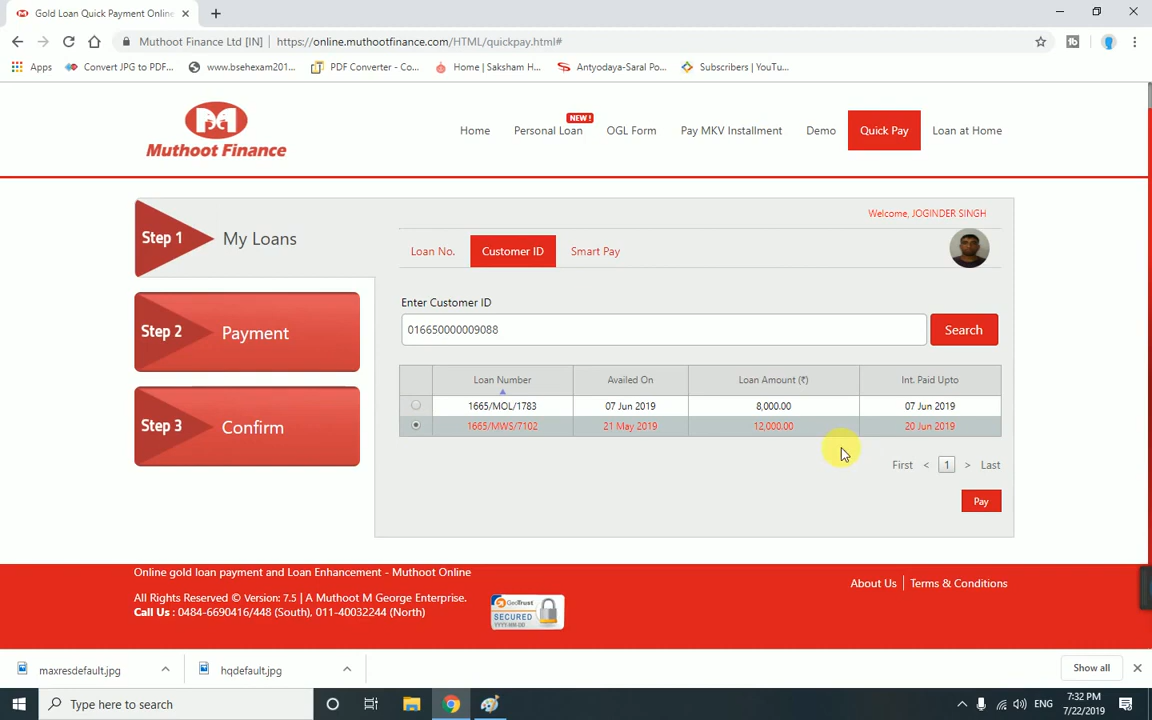 Gold Loan Quick Payment Online
Muthoot Finance Ltd [IN] | https://online.muthootfinance.com/HTML/quickpay.html#
Apps Convert JPG to PDF... www.bsehexam201... PDF Converter - Co... Home | Saksham H... Antyodaya-Saral Po... Subscribers | YouTu...
Muthoot Finance
NEW!
Home Personal Loan OGL Form Pay MKV Installment Demo Quick Pay Loan at Home
Welcome, JOGINDER SINGH
Step 1 My Loans
Loan No. Customer ID Smart Pay
Enter Customer ID
016650000009088 Search
Step 2 Payment
Loan Number Availed On Loan Amount (₹) Int. Paid Upto
1665/MOL/1783 07 Jun 2019 8,000.00 07 Jun 2019
1665/MWS/7102 21 May 2019 12,000.00 20 Jun 2019
Step 3 Confirm
First < 1 > Last
Pay
Online gold loan payment and Loan Enhancement - Muthoot Online
About Us | Terms & Conditions
All Rights Reserved © Version: 7.5 | A Muthoot M George Enterprise.
Call Us : 0484-6690416/448 (South), 011-40032244 (North)
GeoTrust
SECURED
YYYY-MM-DD
maxresdefault.jpg hqdefault.jpg Show all
Type here to search
ENG
7:32 PM
7/22/2019